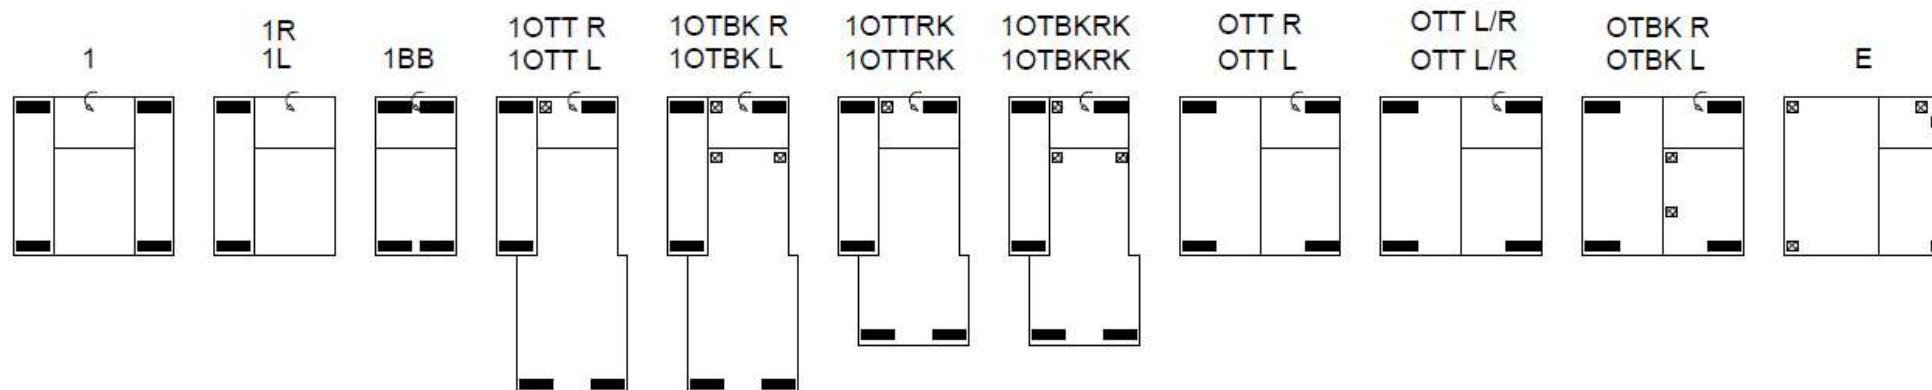 1
1R
1L
1BB
1OTT R
1OTT L
1OTBK R
1OTBK L
1OTTRK
1OTTRK
1OTBKRK
1OTBKRK
OTT R
OTT L
OTT L/R
OTT L/R
OTBK R
OTBK L
E